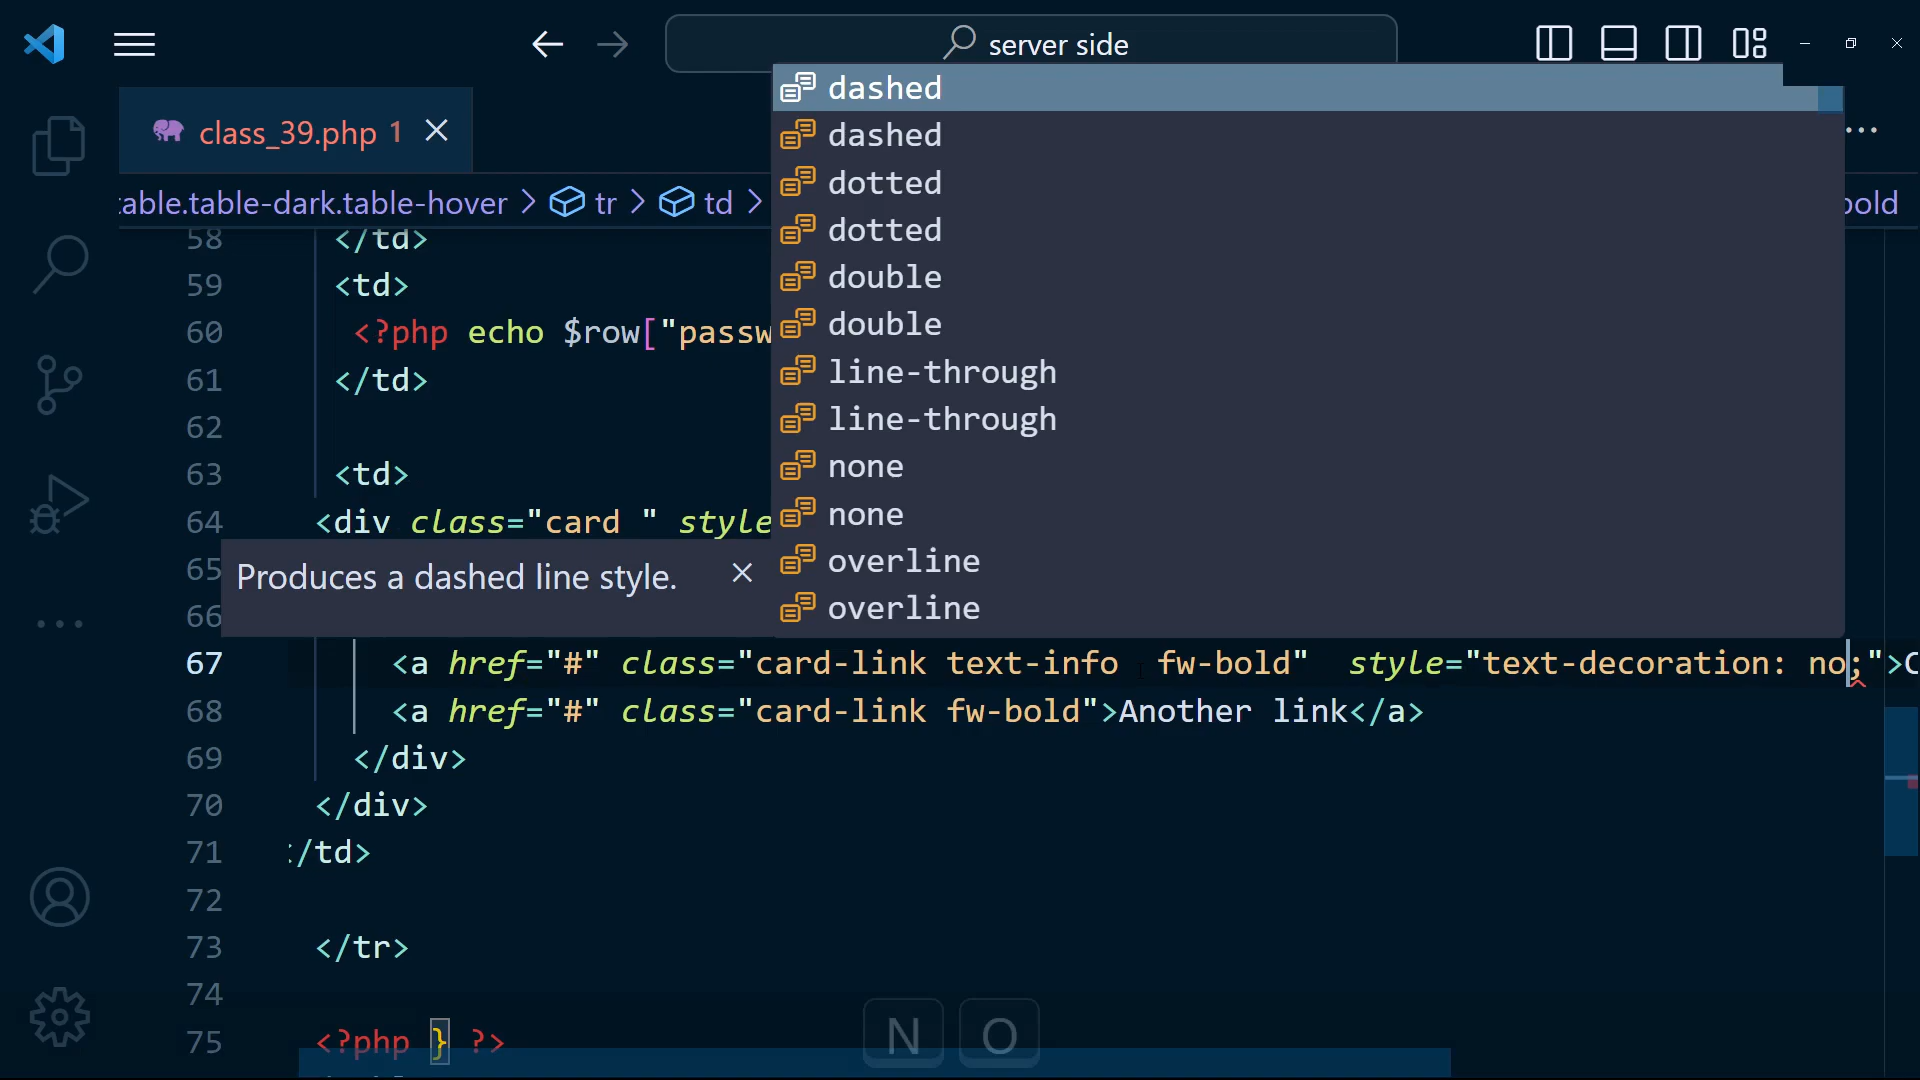 server side
class_39.php 1
table.table-dark.table-hover > tr > td >
bold
dashed
dashed
dotted
dotted
double
double
line-through
line-through
none
none
overline
overline
58 </td>
59 <td>
60 <?php echo $row["passw
61 </td>
62
63 <td>
64 <div class="card " style
65
66
Produces a dashed line style.
67 <a href="#" class="card-link text-info  fw-bold"  style="text-decoration: no;">C
68 <a href="#" class="card-link fw-bold">Another link</a>
69 </div>
70 </div>
71 </td>
72
73 </tr>
74
75 <?php } ?>
N O